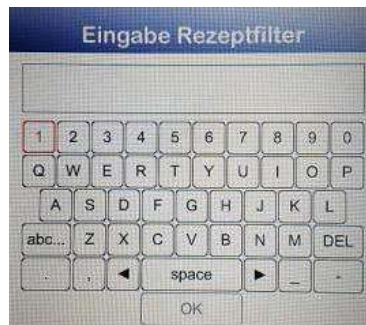 Eingabe Rezeptfilter
1 2 3 4 5 6 7 8 9 0
Q W E R T Y U I O P
A S D F G H J K L
abc... Z X C V B N M DEL
. , ◄ space ► _ -
OK